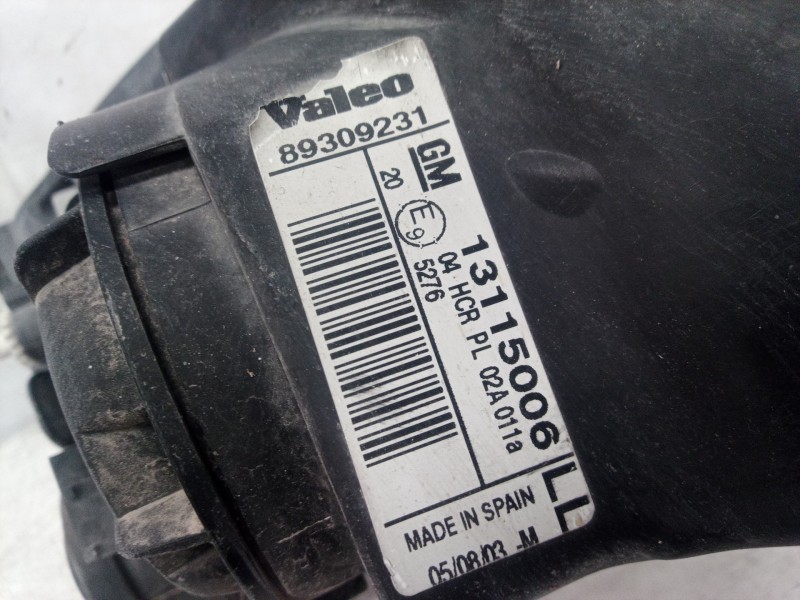 Valeo
89309231
GM
13115006
LL
20
E9
04 HCR PL 02A 011a
5276
MADE IN SPAIN
05/08/03 -M